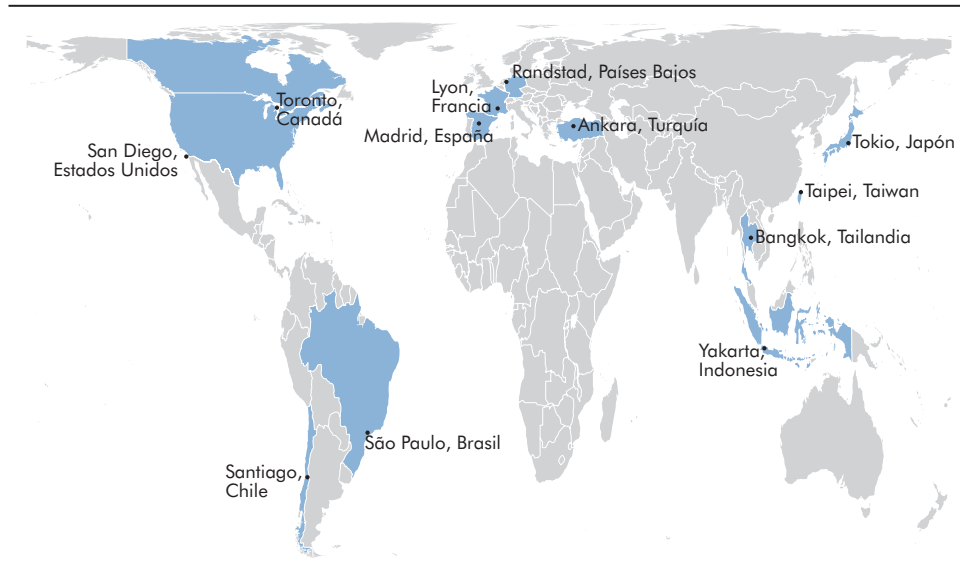 Randstad, Países Bajos
Lyon,
Francia
Toronto,
Canadá
Madrid, España
Ankara, Turquía
Tokio, Japón
San Diego,
Estados Unidos
Taipei, Taiwan
Bangkok, Tailandia
Yakarta,
Indonesia
São Paulo, Brasil
Santiago,
Chile